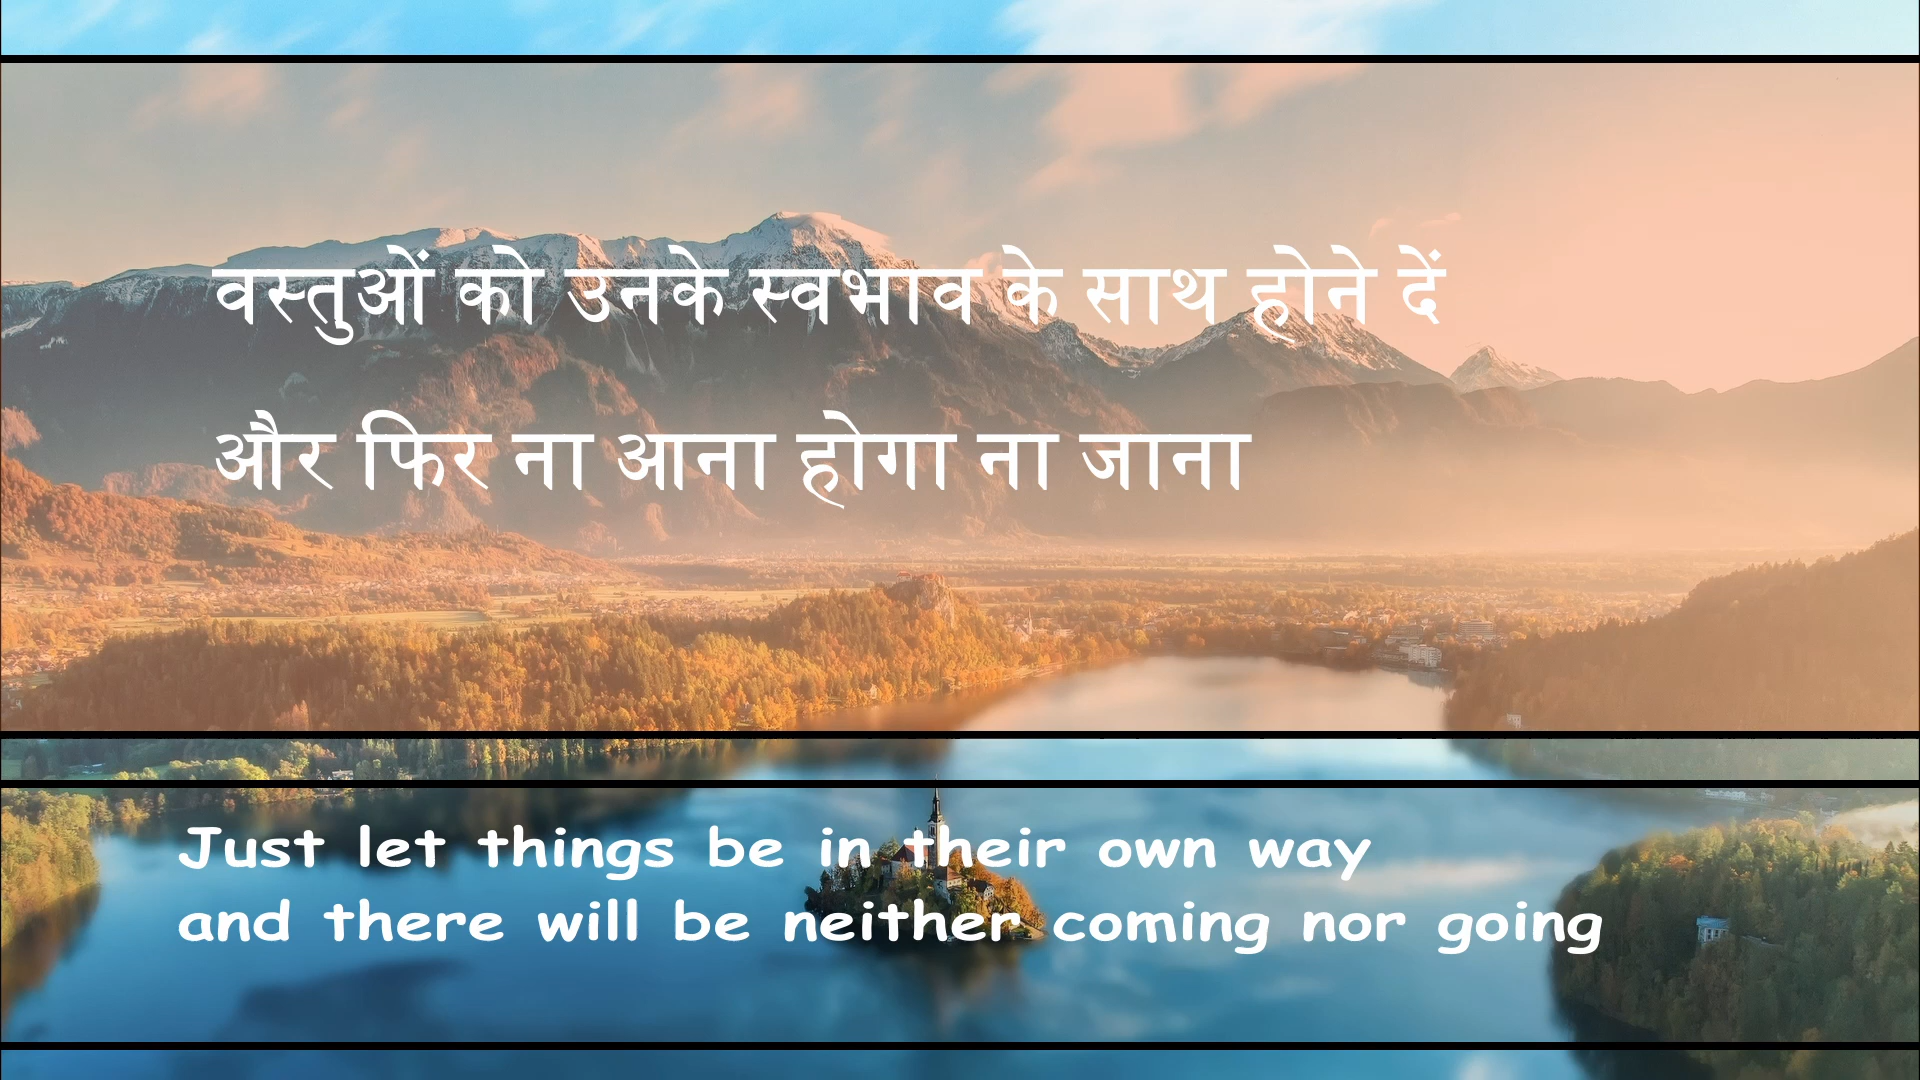 वस्तुओं को उनके स्वभाव के साथ होने दें
और फिर ना आना होगा ना जाना
Just let things be in their own way
and there will be neither coming nor going